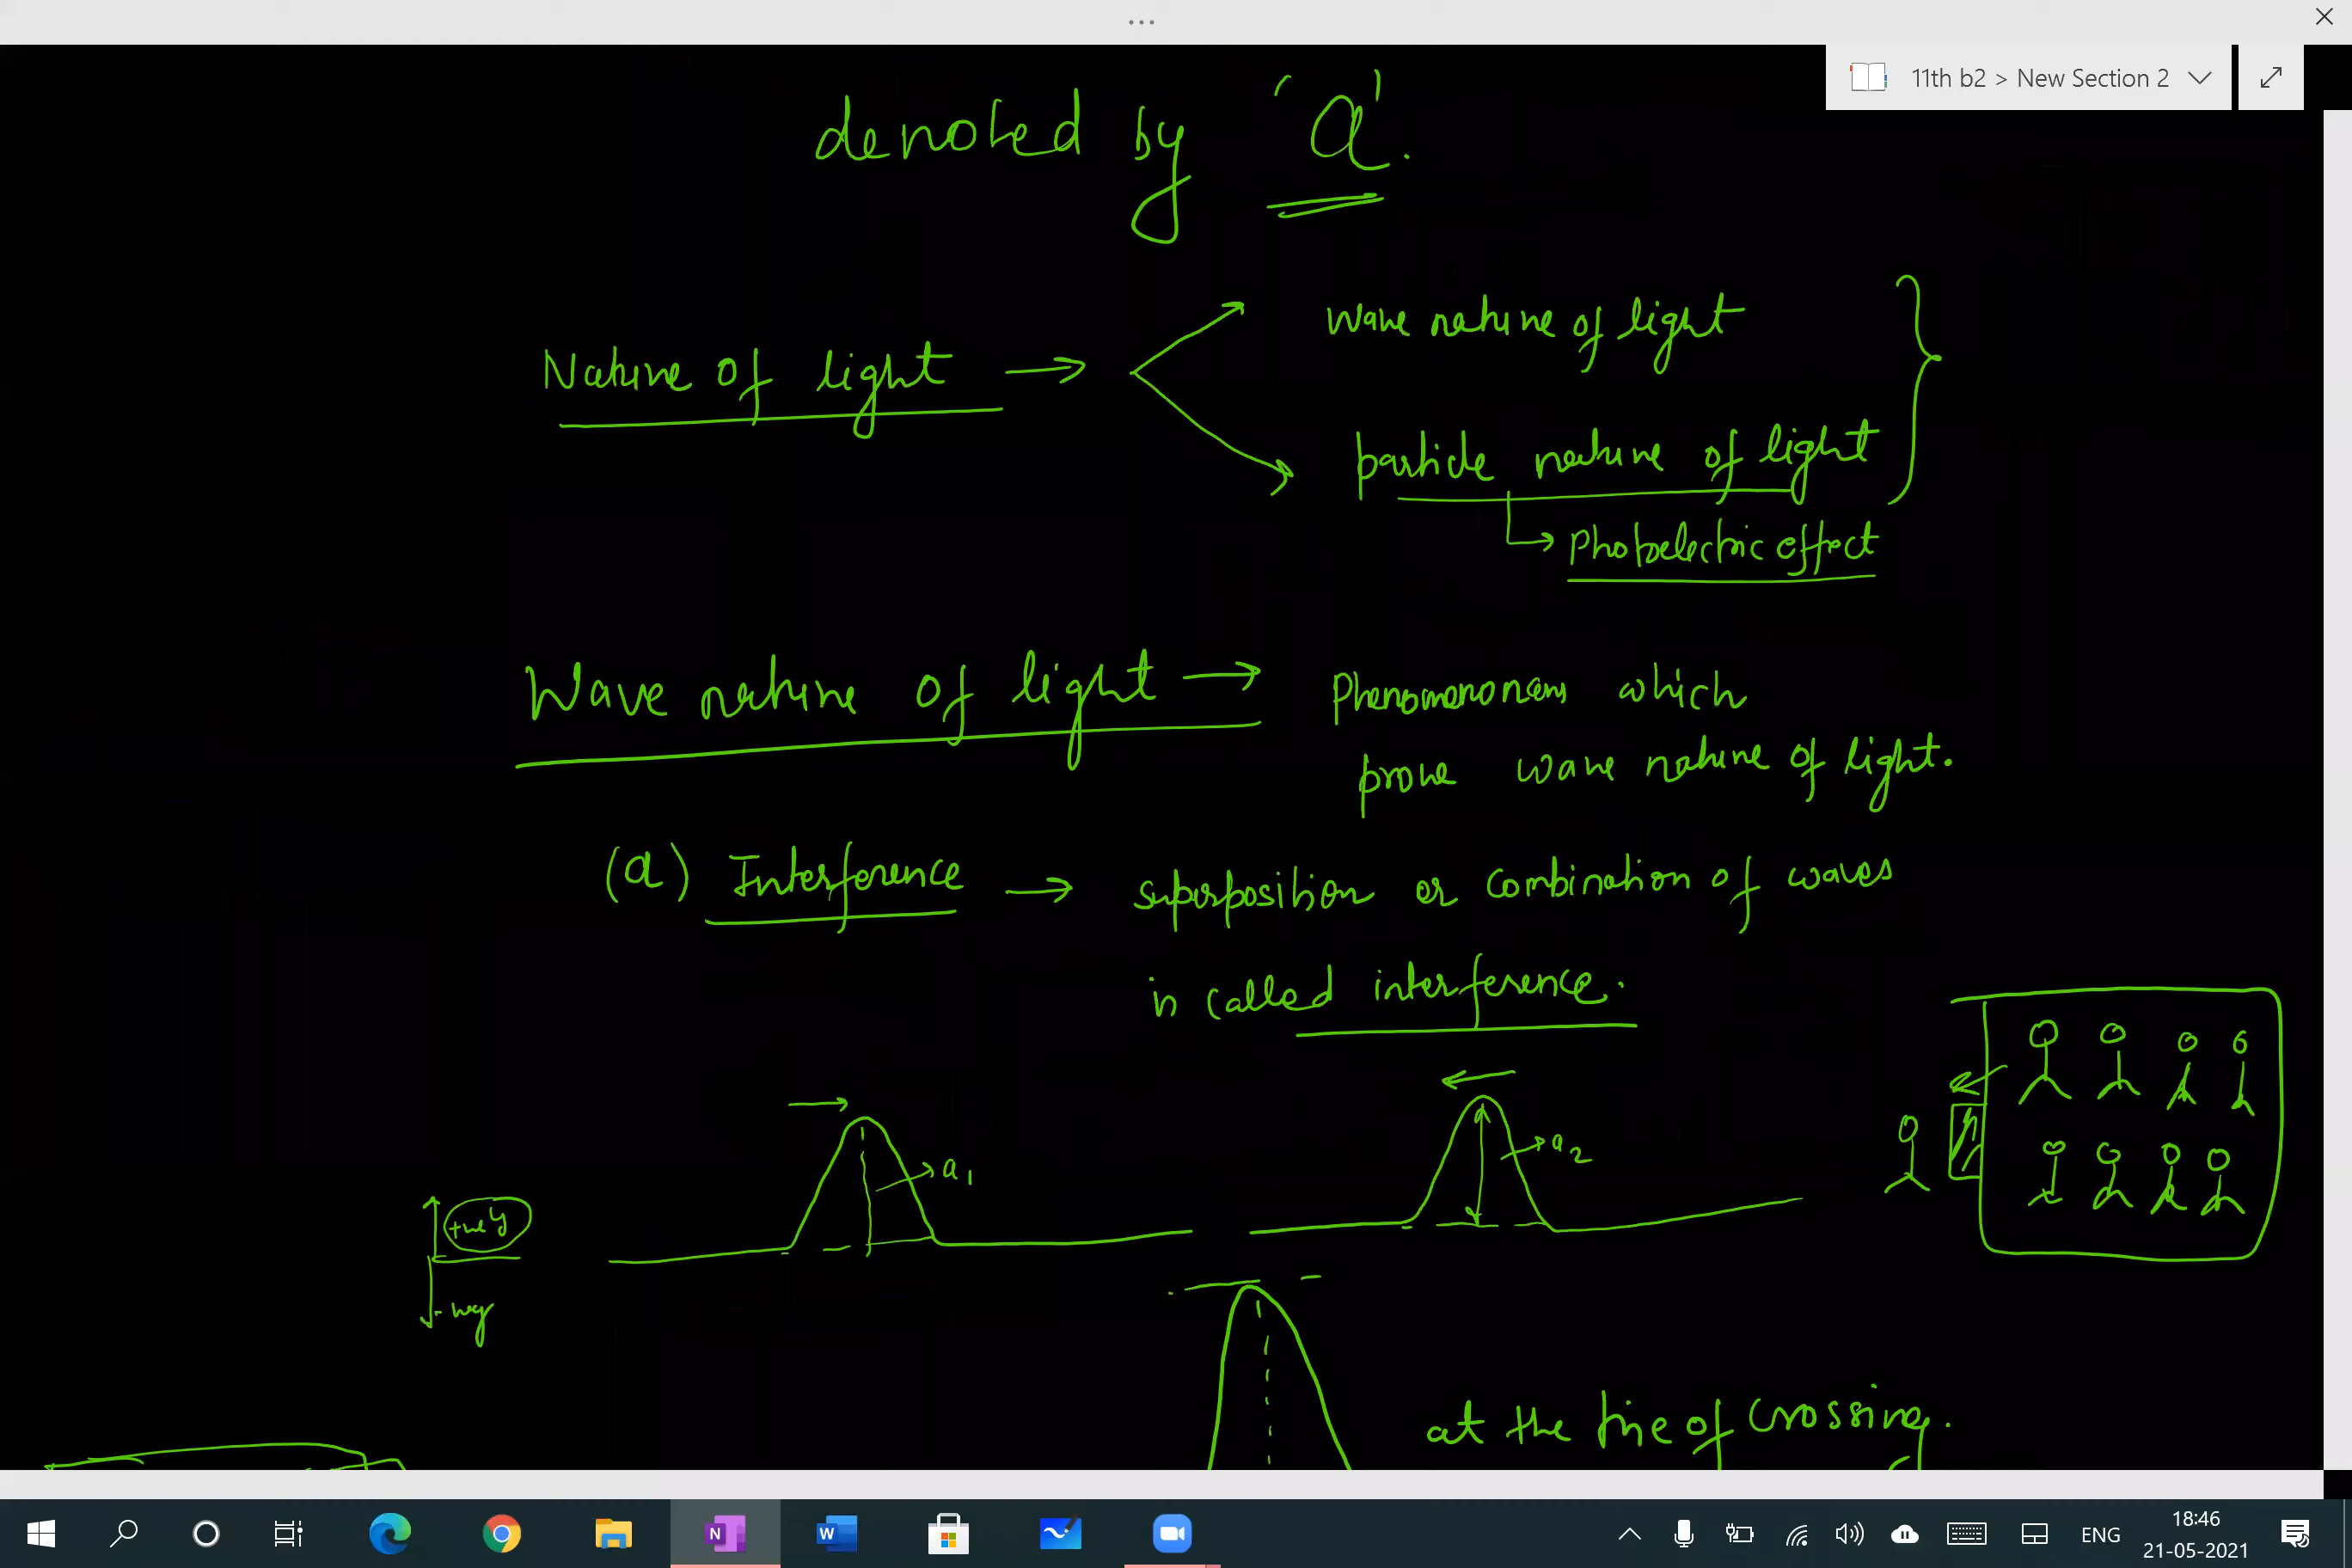 11th b2 > New Section 2
denoted by 'a'.
Nature of light → wave nature of light
particle nature of light
→ Photoelectric effect
Wave nature of light → Phenomenonem which
prove wave nature of light.
(a) Interference → superposition or combination of waves
is called interference.
a1
a2
+ve y
-ve y
at the time of crossing.
ENG
18:46
21-05-2021